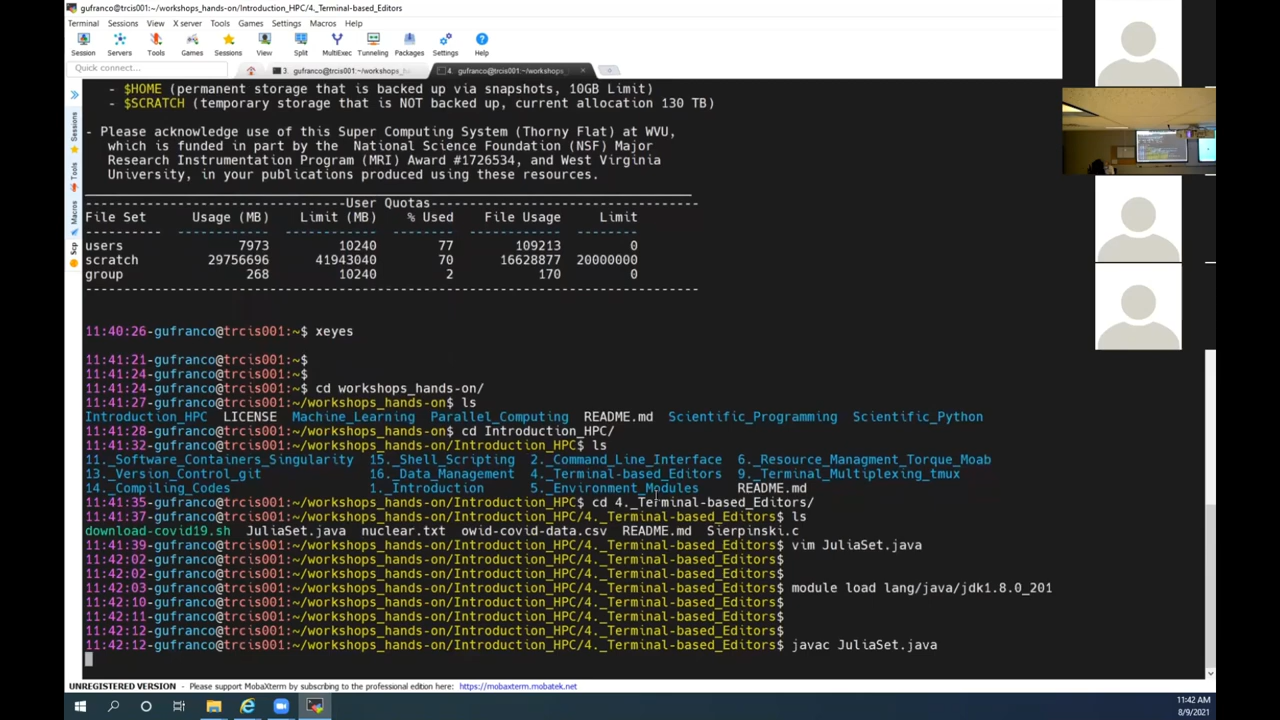 gufranco@trcis001:~/workshops_hands-on/Introduction_HPC/4._Terminal-based_Editors
Terminal Sessions View X server Tools Games Settings Macros Help
Session Servers Tools Games Sessions View Split MultiExec Tunneling Packages Settings Help
Quick connect...
3. gufranco@trcis001:~/workshops_h
4. gufranco@trcis001:~/workshops_
Sessions
Tools
Macros
Scp
- $HOME (permanent storage that is backed up via snapshots, 10GB Limit)
- $SCRATCH (temporary storage that is NOT backed up, current allocation 130 TB)
- Please acknowledge use of this Super Computing System (Thorny Flat) at WVU,
which is funded in part by the National Science Foundation (NSF) Major
Research Instrumentation Program (MRI) Award #1726534, and West Virginia
University, in your publications produced using these resources.
---------------------------------User Quotas-----------------------------------
File Set Usage (MB) Limit (MB) % Used File Usage Limit
---------- ------------ ------------ -------- ---------- --------
users 7973 10240 77 109213 0
scratch 29756696 41943040 70 16628877 20000000
group 268 10240 2 170 0
--------------------------------------------------------------------------------
11:40:26-gufranco@trcis001:~$ xeyes
11:41:21-gufranco@trcis001:~$
11:41:24-gufranco@trcis001:~$
11:41:24-gufranco@trcis001:~$ cd workshops_hands-on/
11:41:27-gufranco@trcis001:~/workshops_hands-on$ ls
Introduction_HPC LICENSE Machine_Learning Parallel_Computing README.md Scientific_Programming Scientific_Python
11:41:28-gufranco@trcis001:~/workshops_hands-on$ cd Introduction_HPC/
11:41:32-gufranco@trcis001:~/workshops_hands-on/Introduction_HPC$ ls
11._Software_Containers_Singularity 15._Shell_Scripting 2._Command_Line_Interface 6._Resource_Managment_Torque_Moab
13._Version_Control_git 16._Data_Management 4._Terminal-based_Editors 9._Terminal_Multiplexing_tmux
14._Compiling_Codes 1._Introduction 5._Environment_Modules README.md
11:41:35-gufranco@trcis001:~/workshops_hands-on/Introduction_HPC$ cd 4._Terminal-based_Editors/
11:41:37-gufranco@trcis001:~/workshops_hands-on/Introduction_HPC/4._Terminal-based_Editors$ ls
download-covid19.sh JuliaSet.java nuclear.txt owid-covid-data.csv README.md Sierpinski.c
11:41:39-gufranco@trcis001:~/workshops_hands-on/Introduction_HPC/4._Terminal-based_Editors$ vim JuliaSet.java
11:42:02-gufranco@trcis001:~/workshops_hands-on/Introduction_HPC/4._Terminal-based_Editors$
11:42:02-gufranco@trcis001:~/workshops_hands-on/Introduction_HPC/4._Terminal-based_Editors$
11:42:03-gufranco@trcis001:~/workshops_hands-on/Introduction_HPC/4._Terminal-based_Editors$ module load lang/java/jdk1.8.0_201
11:42:10-gufranco@trcis001:~/workshops_hands-on/Introduction_HPC/4._Terminal-based_Editors$
11:42:11-gufranco@trcis001:~/workshops_hands-on/Introduction_HPC/4._Terminal-based_Editors$
11:42:12-gufranco@trcis001:~/workshops_hands-on/Introduction_HPC/4._Terminal-based_Editors$
11:42:12-gufranco@trcis001:~/workshops_hands-on/Introduction_HPC/4._Terminal-based_Editors$ javac JuliaSet.java
UNREGISTERED VERSION - Please support MobaXterm by subscribing to the professional edition here: https://mobaxterm.mobatek.net
11:42 AM
8/9/2021